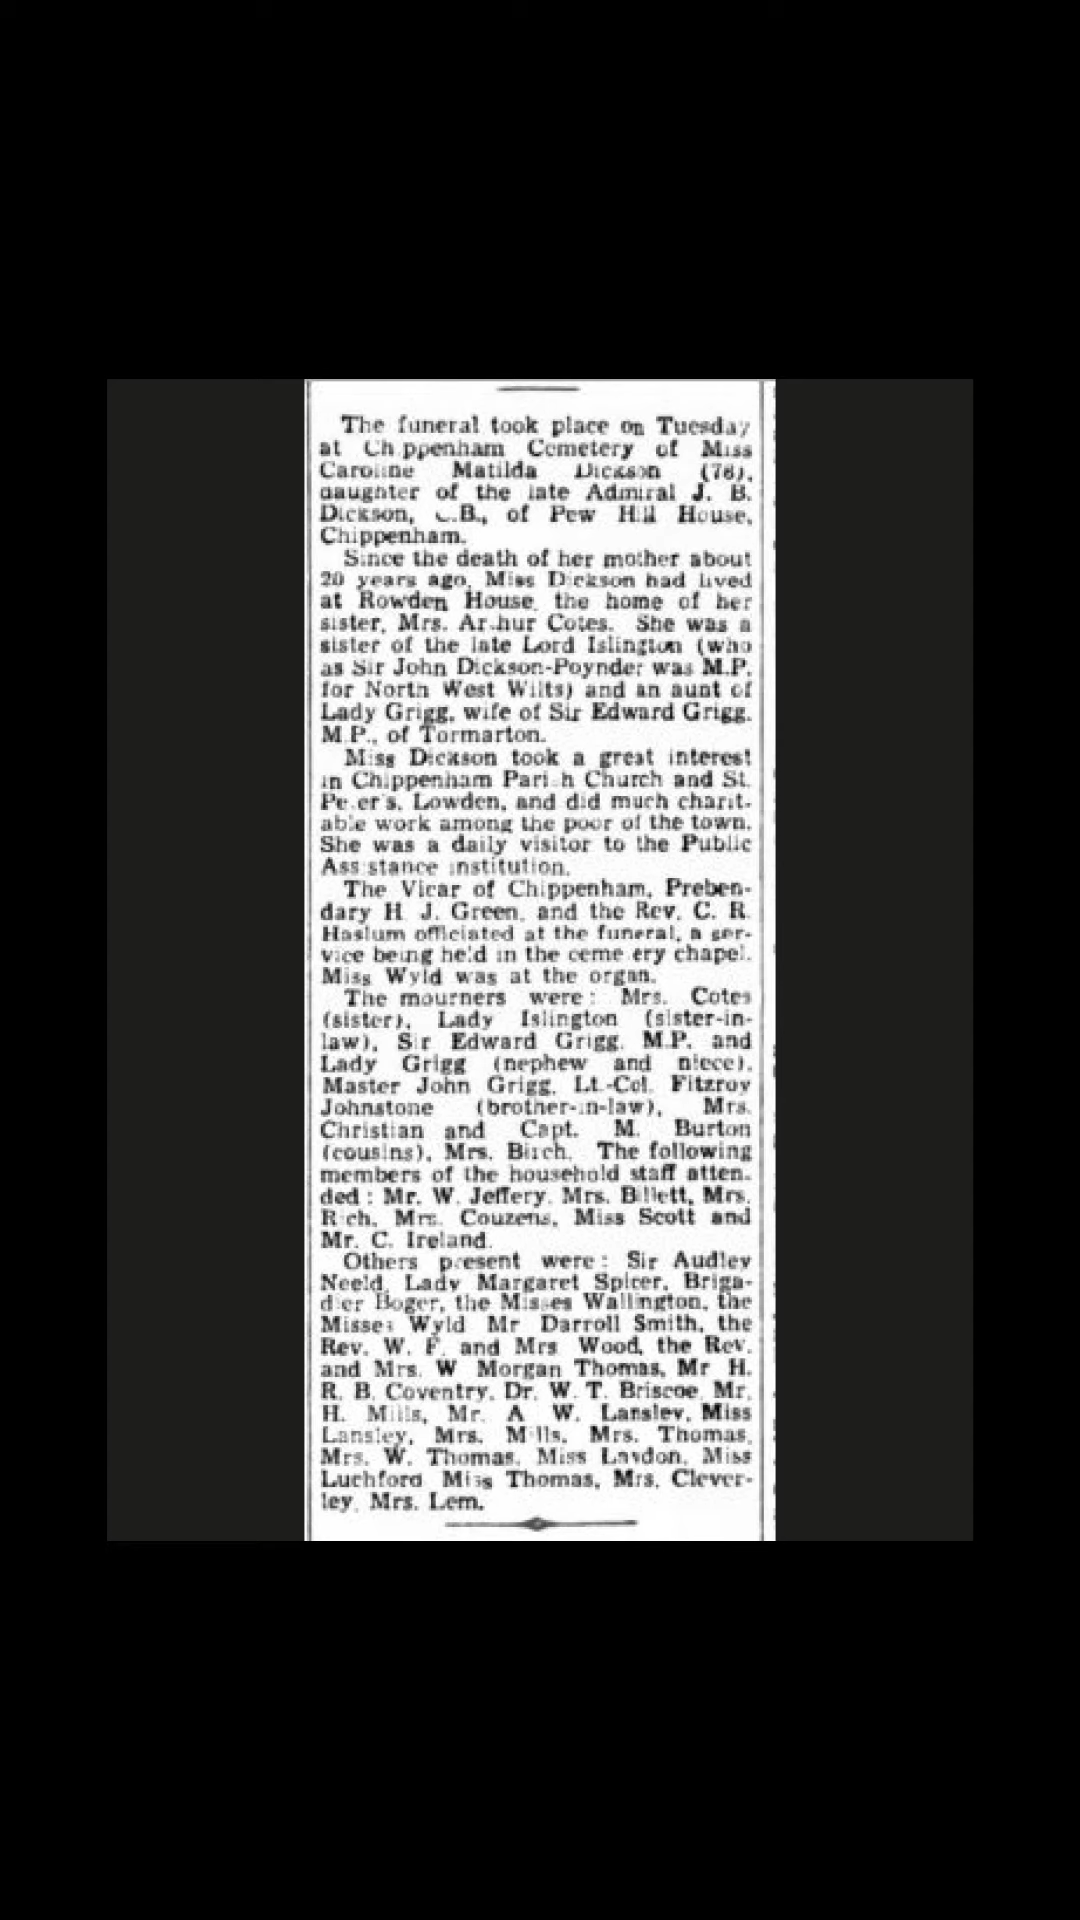 The funeral took place on Tuesday
at Chippenham Cemetery of Miss
Caroline Matilda Dickson (78),
daughter of the late Admiral J. B.
Dickson, C.B., of Pew Hill House,
Chippenham.
Since the death of her mother about
20 years ago, Miss Dickson had lived
at Rowden House, the home of her
sister, Mrs. Arthur Cotes. She was a
sister of the late Lord Islington (who
as Sir John Dickson-Poynder was M.P.
for North West Wilts) and an aunt of
Lady Grigg, wife of Sir Edward Grigg,
M.P., of Tormarton.
Miss Dickson took a great interest
in Chippenham Parish Church and St.
Peter's, Lowden, and did much charit-
able work among the poor of the town.
She was a daily visitor to the Public
Assistance institution.
The Vicar of Chippenham, Preben-
dary H. J. Green, and the Rev. C. R.
Haslum officiated at the funeral, a ser-
vice being held in the cemetery chapel.
Miss Wyld was at the organ.
The mourners were: Mrs. Cotes
(sister), Lady Islington (sister-in-
law), Sir Edward Grigg, M.P. and
Lady Grigg (nephew and niece),
Master John Grigg, Lt.-Col. Fitzroy
Johnstone (brother-in-law), Mrs.
Christian and Capt. M. Burton
(cousins), Mrs. Birch. The following
members of the household staff atten-
ded: Mr. W. Jeffery, Mrs. Billett, Mrs.
Rich, Mrs. Couzens, Miss Scott and
Mr. C. Ireland.
Others present were: Sir Audley
Neeld, Lady Margaret Spicer, Briga-
dier Boger, the Misses Wallington, the
Misses Wyld Mr Darroll Smith, the
Rev. W. F. and Mrs Wood, the Rev.
and Mrs. W Morgan Thomas, Mr H.
R. B. Coventry, Dr. W. T. Briscoe, Mr.
H. Mills, Mr. A W. Lansley, Miss
Lansley, Mrs. Mills, Mrs. Thomas,
Mrs. W. Thomas, Miss Laydon, Miss
Luchford Miss Thomas, Mrs. Clever-
ley, Mrs. Lem.